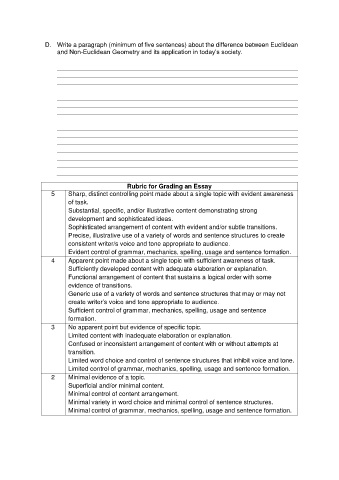 D. Write a paragraph (minimum of five sentences) about the difference between Euclidean
and Non-Euclidean Geometry and its application in today's society.
Rubric for Grading an Essay
5 Sharp, distinct controlling point made about a single topic with evident awareness
of task.
Substantial, specific, and/or illustrative content demonstrating strong
development and sophisticated ideas.
Sophisticated arrangement of content with evident and/or subtle transitions.
Precise, illustrative use of a variety of words and sentence structures to create
consistent writer/s voice and tone appropriate to audience.
Evident control of grammar, mechanics, spelling, usage and sentence formation.
4 Apparent point made about a single topic with sufficient awareness of task.
Sufficiently developed content with adequate elaboration or explanation.
Functional arrangement of content that sustains a logical order with some
evidence of transitions.
Generic use of a variety of words and sentence structures that may or may not
create writer's voice and tone appropriate to audience.
Sufficient control of grammar, mechanics, spelling, usage and sentence
formation.
3 No apparent point but evidence of specific topic.
Limited content with inadequate elaboration or explanation
Confused or inconsistent arrangement of content with or without attempts at
transition.
Limited word choice and control of sentence structures that inhibit voice and tone.
Limited control of grammar, mechanics, spelling, usage and sentence formation.
2 Minimal evidence of a topic.
Superficial and/or minimal content.
Minimal control of content arrangement.
Minimal variety in word choice and minimal control of sentence structures.
Minimal control of grammar, mechanics, spelling, usage and sentence formation.